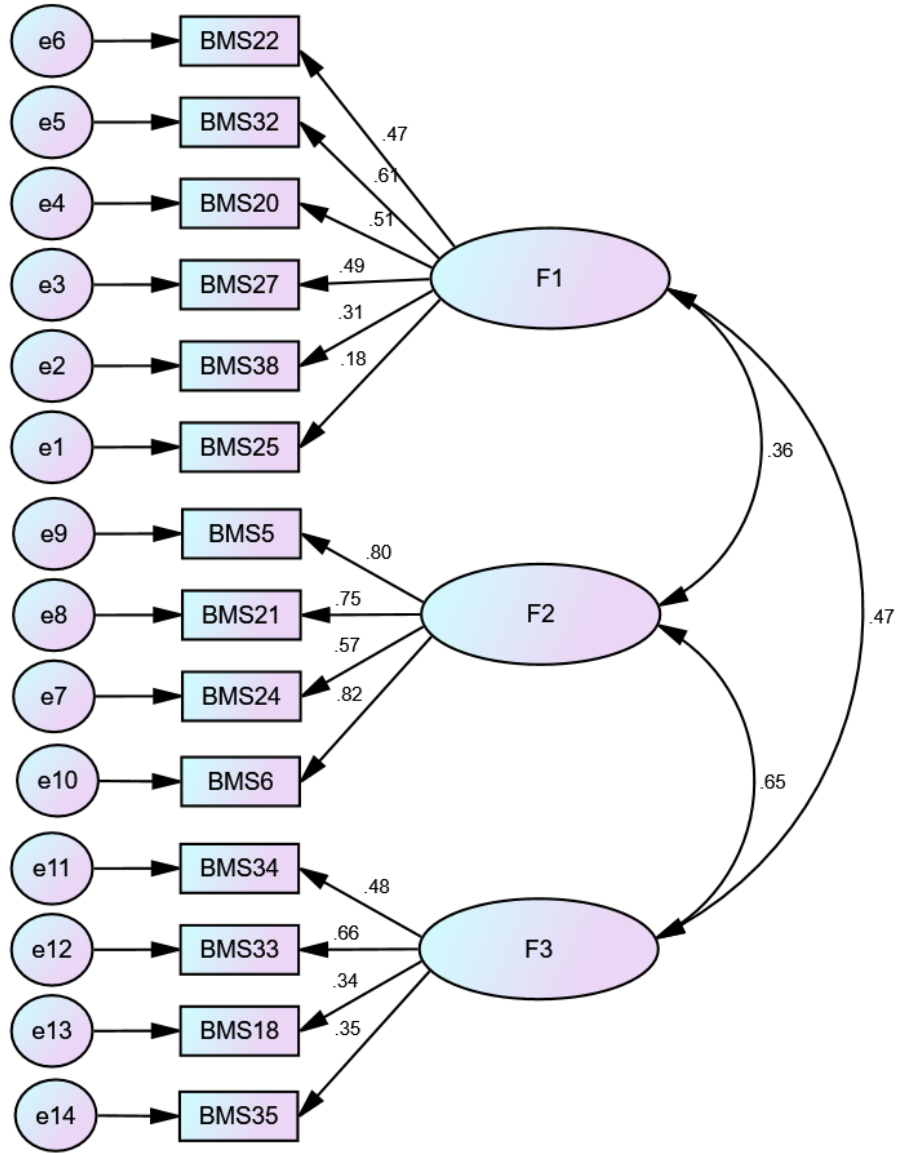 e6
BMS22
e5
BMS32
.47
.61
e4
BMS20
.51
e3
BMS27
.49
F1
.31
e2
BMS38
.18
e1
BMS25
.36
e9
BMS5
.80
e8
BMS21
.75
F2
.47
.57
e7
BMS24
.82
e10
BMS6
.65
e11
BMS34
.48
e12
BMS33
.66
F3
.34
e13
BMS18
.35
e14
BMS35